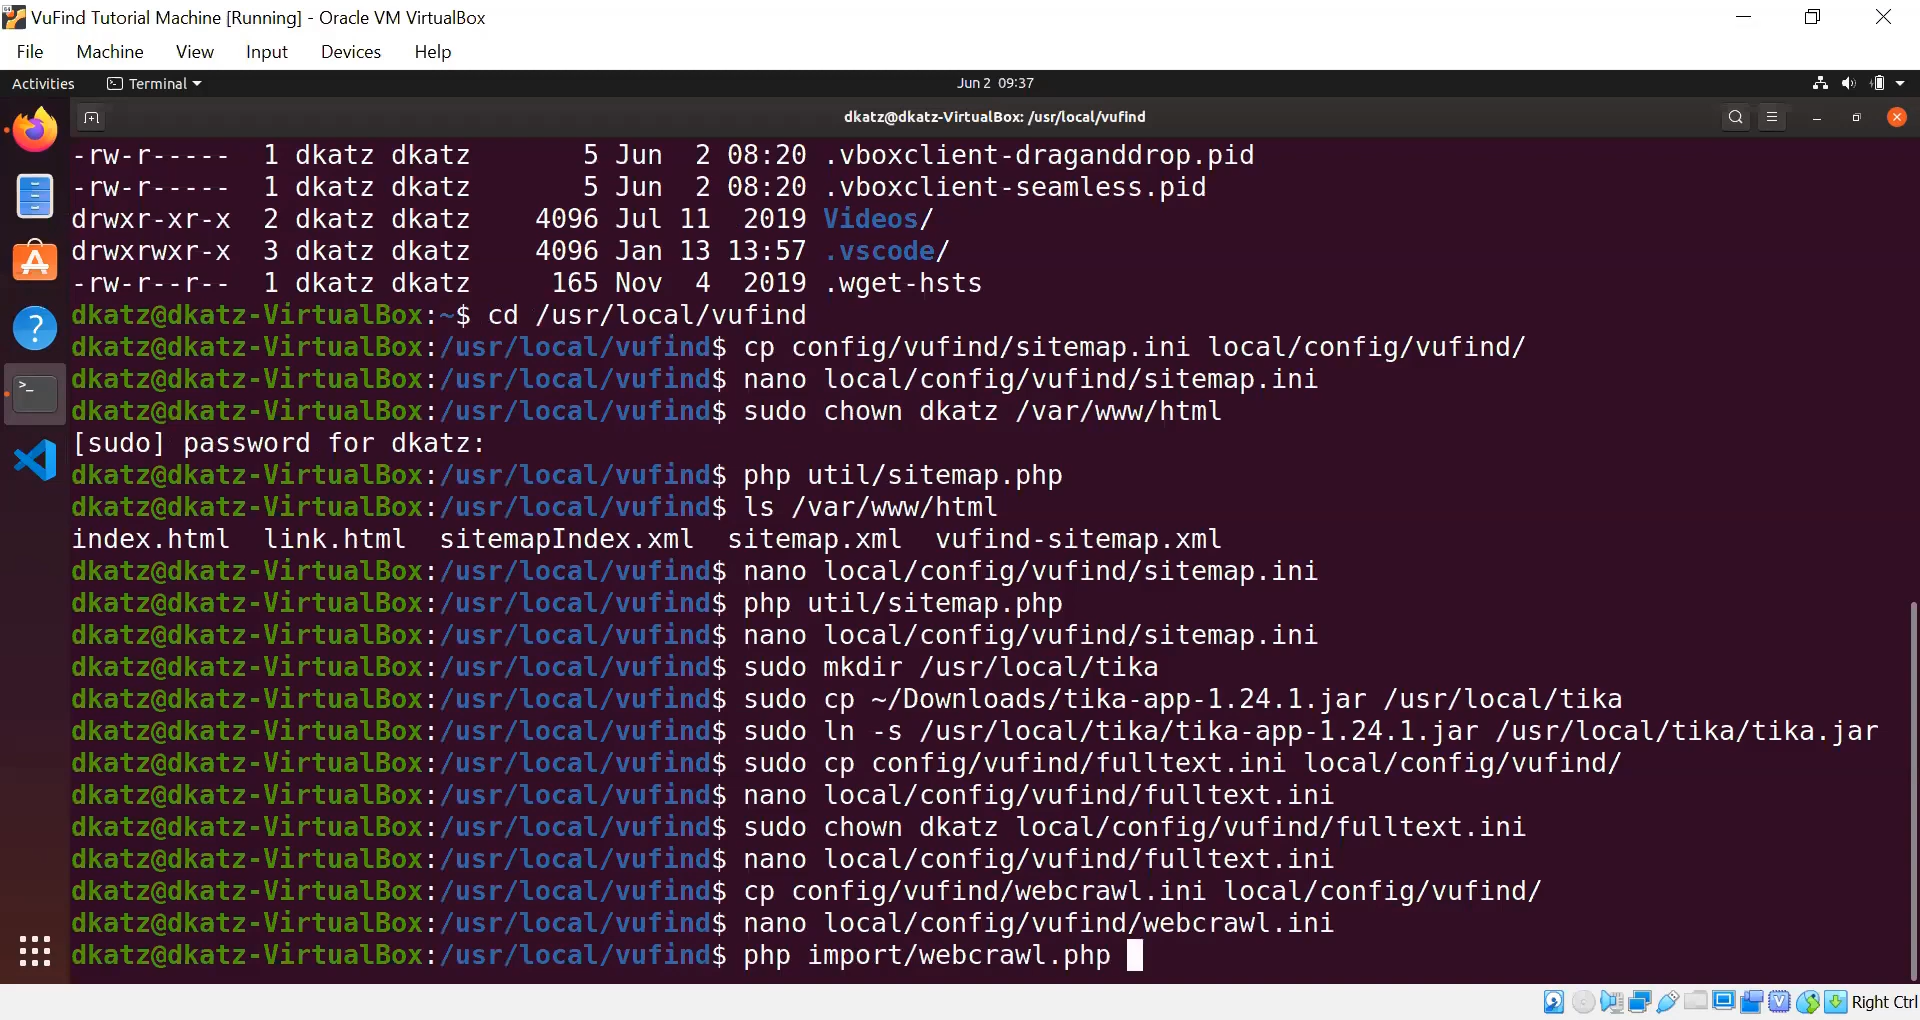 VuFind Tutorial Machine [Running] - Oracle VM VirtualBox
File Machine View Input Devices Help
Activities Terminal Jun 2 09:37
dkatz@dkatz-VirtualBox: /usr/local/vufind
-rw-r----- 1 dkatz dkatz 5 Jun 2 08:20 .vboxclient-draganddrop.pid
-rw-r----- 1 dkatz dkatz 5 Jun 2 08:20 .vboxclient-seamless.pid
drwxr-xr-x 2 dkatz dkatz 4096 Jul 11 2019 Videos/
drwxrwxr-x 3 dkatz dkatz 4096 Jan 13 13:57 .vscode/
-rw-r--r-- 1 dkatz dkatz 165 Nov 4 2019 .wget-hsts
dkatz@dkatz-VirtualBox:~$ cd /usr/local/vufind
dkatz@dkatz-VirtualBox:/usr/local/vufind$ cp config/vufind/sitemap.ini local/config/vufind/
dkatz@dkatz-VirtualBox:/usr/local/vufind$ nano local/config/vufind/sitemap.ini
dkatz@dkatz-VirtualBox:/usr/local/vufind$ sudo chown dkatz /var/www/html
[sudo] password for dkatz:
dkatz@dkatz-VirtualBox:/usr/local/vufind$ php util/sitemap.php
dkatz@dkatz-VirtualBox:/usr/local/vufind$ ls /var/www/html
index.html link.html sitemapIndex.xml sitemap.xml vufind-sitemap.xml
dkatz@dkatz-VirtualBox:/usr/local/vufind$ nano local/config/vufind/sitemap.ini
dkatz@dkatz-VirtualBox:/usr/local/vufind$ php util/sitemap.php
dkatz@dkatz-VirtualBox:/usr/local/vufind$ nano local/config/vufind/sitemap.ini
dkatz@dkatz-VirtualBox:/usr/local/vufind$ sudo mkdir /usr/local/tika
dkatz@dkatz-VirtualBox:/usr/local/vufind$ sudo cp ~/Downloads/tika-app-1.24.1.jar /usr/local/tika
dkatz@dkatz-VirtualBox:/usr/local/vufind$ sudo ln -s /usr/local/tika/tika-app-1.24.1.jar /usr/local/tika/tika.jar
dkatz@dkatz-VirtualBox:/usr/local/vufind$ sudo cp config/vufind/fulltext.ini local/config/vufind/
dkatz@dkatz-VirtualBox:/usr/local/vufind$ nano local/config/vufind/fulltext.ini
dkatz@dkatz-VirtualBox:/usr/local/vufind$ sudo chown dkatz local/config/vufind/fulltext.ini
dkatz@dkatz-VirtualBox:/usr/local/vufind$ nano local/config/vufind/fulltext.ini
dkatz@dkatz-VirtualBox:/usr/local/vufind$ cp config/vufind/webcrawl.ini local/config/vufind/
dkatz@dkatz-VirtualBox:/usr/local/vufind$ nano local/config/vufind/webcrawl.ini
dkatz@dkatz-VirtualBox:/usr/local/vufind$ php import/webcrawl.php
Right Ctrl